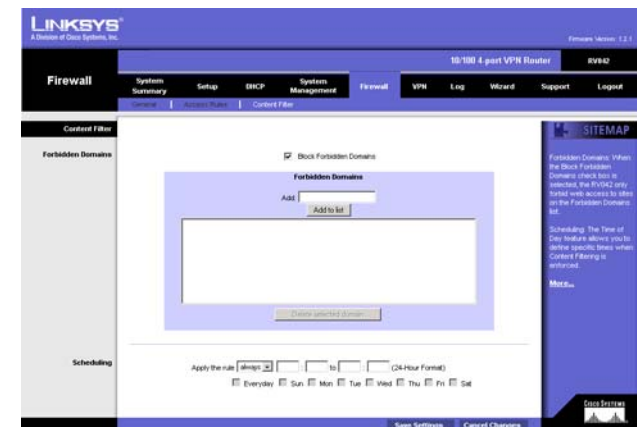 LINKSYS®
A Division of Cisco Systems, Inc.
Firmware Version: 1.2.1
10/100 4-port VPN Router
RV042
Firewall
System Summary
Setup
DHCP
System Management
Firewall
VPN
Log
Wizard
Support
Logout
General | Access Rules | Content Filter
Content Filter
SITEMAP
Forbidden Domains
Block Forbidden Domains
Forbidden Domains
Add:
Add to list
Delete selected domain
Forbidden Domains: When
the Block Forbidden
Domains check box is
selected, the RV042 only
forbid web access to sites
on the Forbidden Domains
list.
Scheduling: The Time of
Day feature allows you to
define specific times when
Content Filtering is
enforced.
More...
Scheduling
Apply the rule always : to : (24-Hour Format)
Everyday Sun Mon Tue Wed Thu Fri Sat
Save Settings
Cancel Changes
CISCO SYSTEMS